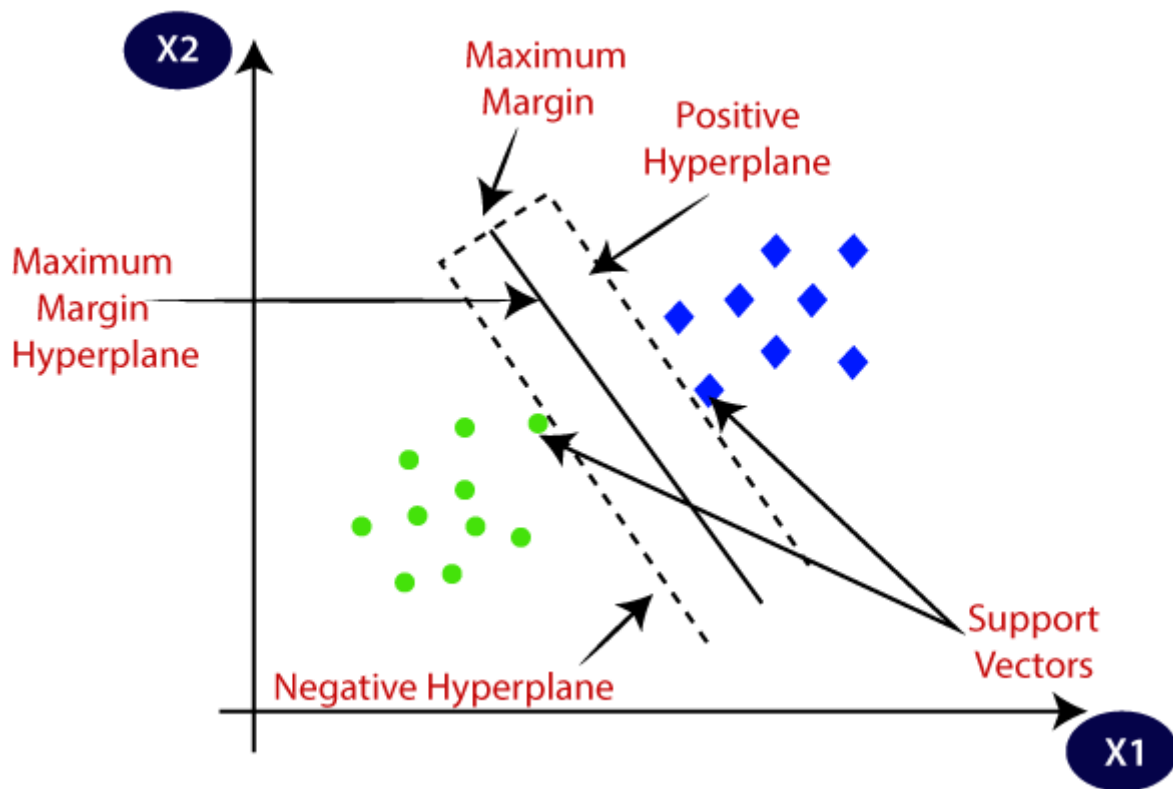 X2
Maximum
Margin
Positive
Hyperplane
Maximum
Margin
Hyperplane
Support
Vectors
Negative Hyperplane
X1